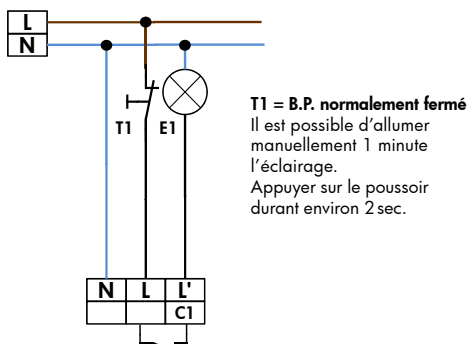 L
N
T1 E1
T1 = B.P. normalement fermé
Il est possible d'allumer
manuellement 1 minute
l'éclairage.
Appuyer sur le poussoir
durant environ 2 sec.
N L L'
C1